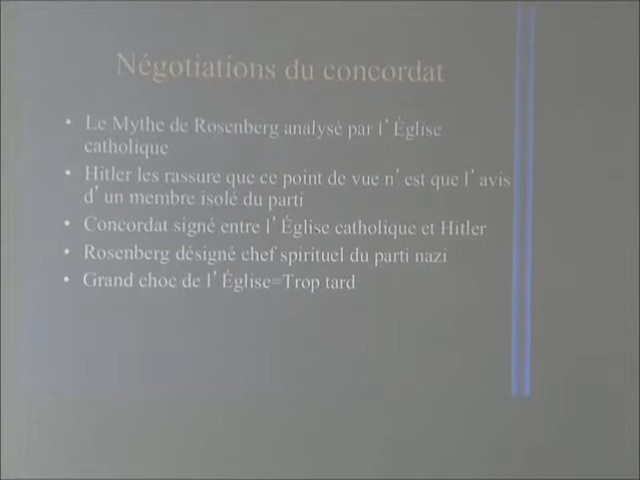 Négotiations du concordat
• Le Mythe de Rosenberg analysé par l'Église
catholique
• Hitler les rassure que ce point de vue n'est que l'avis
d'un membre isolé du parti
• Concordat signé entre l'Église catholique et Hitler
• Rosenberg désigné chef spirituel du parti nazi
• Grand choc de l'Église=Trop tard